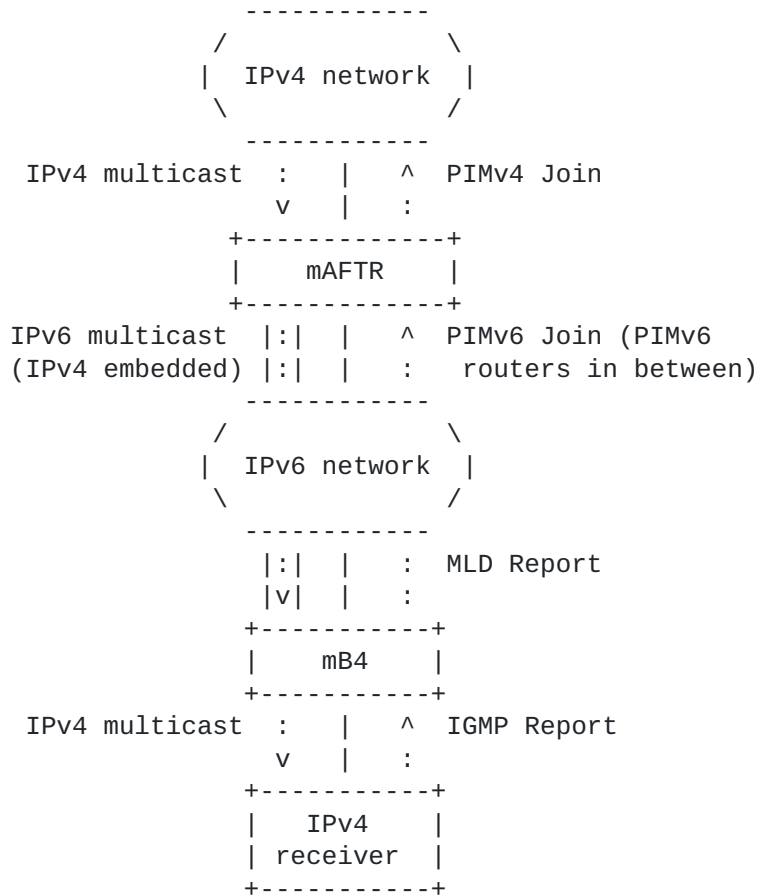 ------------
/ \
| IPv4 network |
\ /
------------
IPv4 multicast : | ^ PIMv4 Join
v | :
+-------------+
| mAFTR |
+-------------+
IPv6 multicast |:| | ^ PIMv6 Join (PIMv6
(IPv4 embedded) |:| | : routers in between)
------------
/ \
| IPv6 network |
\ /
------------
|:| | : MLD Report
|v| | :
+-----------+
| mB4 |
+-----------+
IPv4 multicast : | ^ IGMP Report
v | :
+-----------+
| IPv4 |
| receiver |
+-----------+